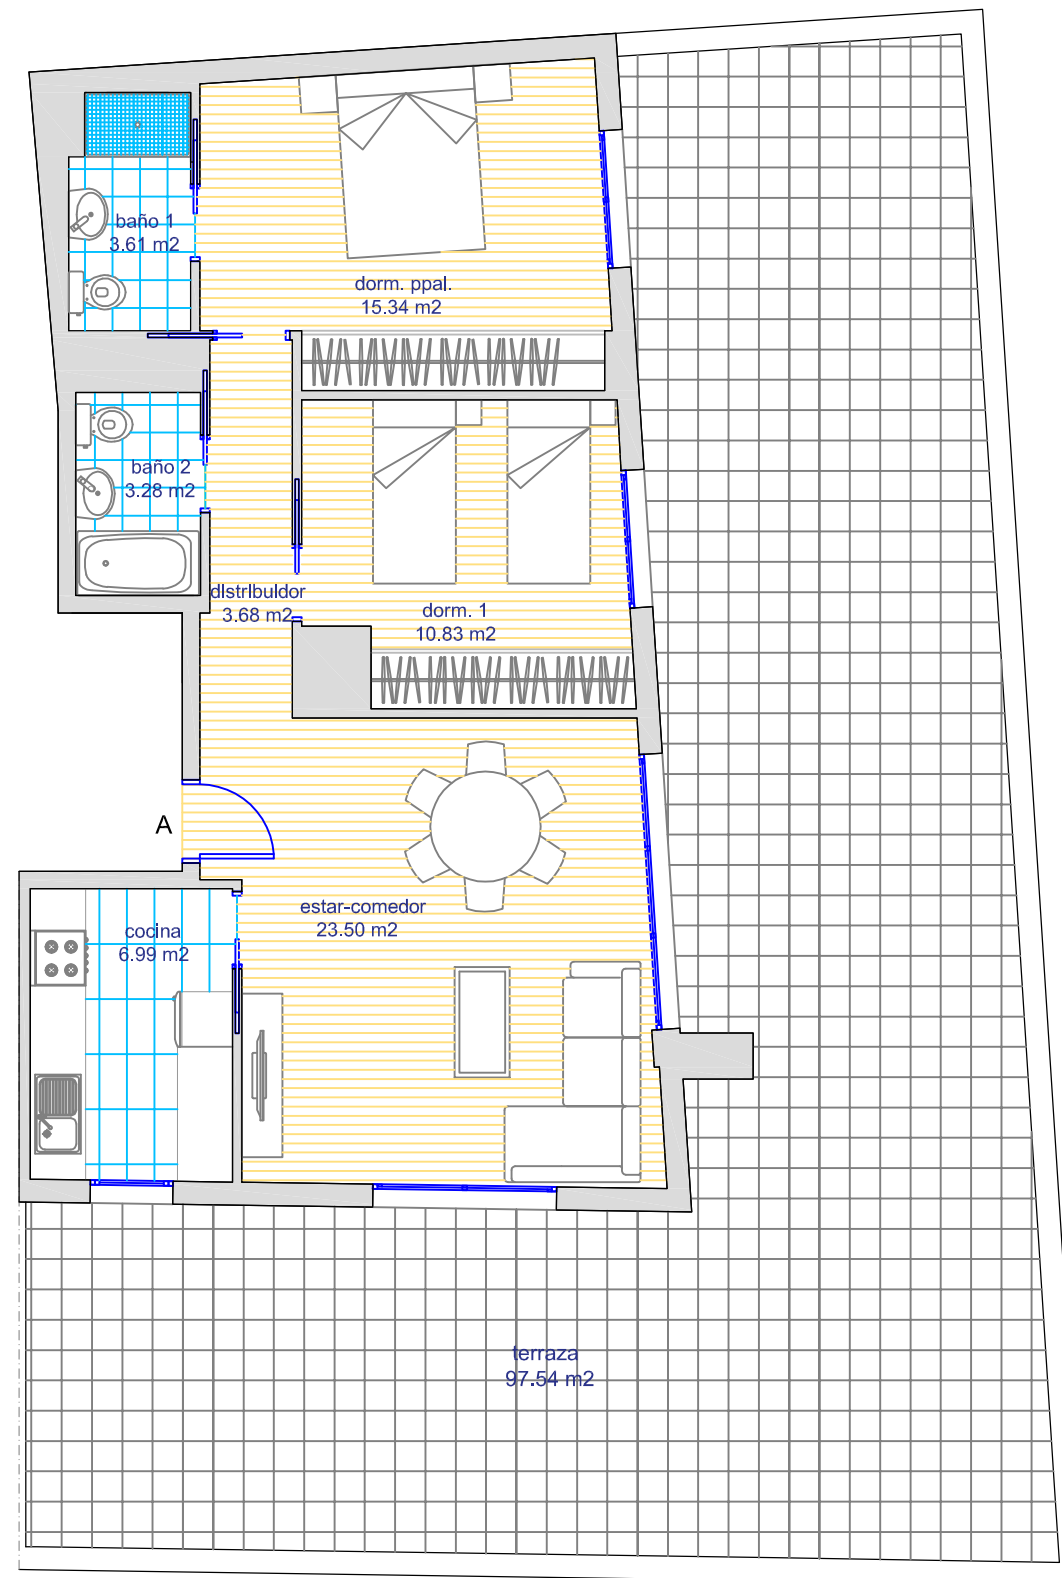 baño 1
3.61 m2
dorm. ppal.
15.34 m2
baño 2
3.28 m2
distribuidor
3.68 m2
dorm. 1
10.83 m2
A
estar-comedor
23.50 m2
cocina
6.99 m2
terraza
97.54 m2